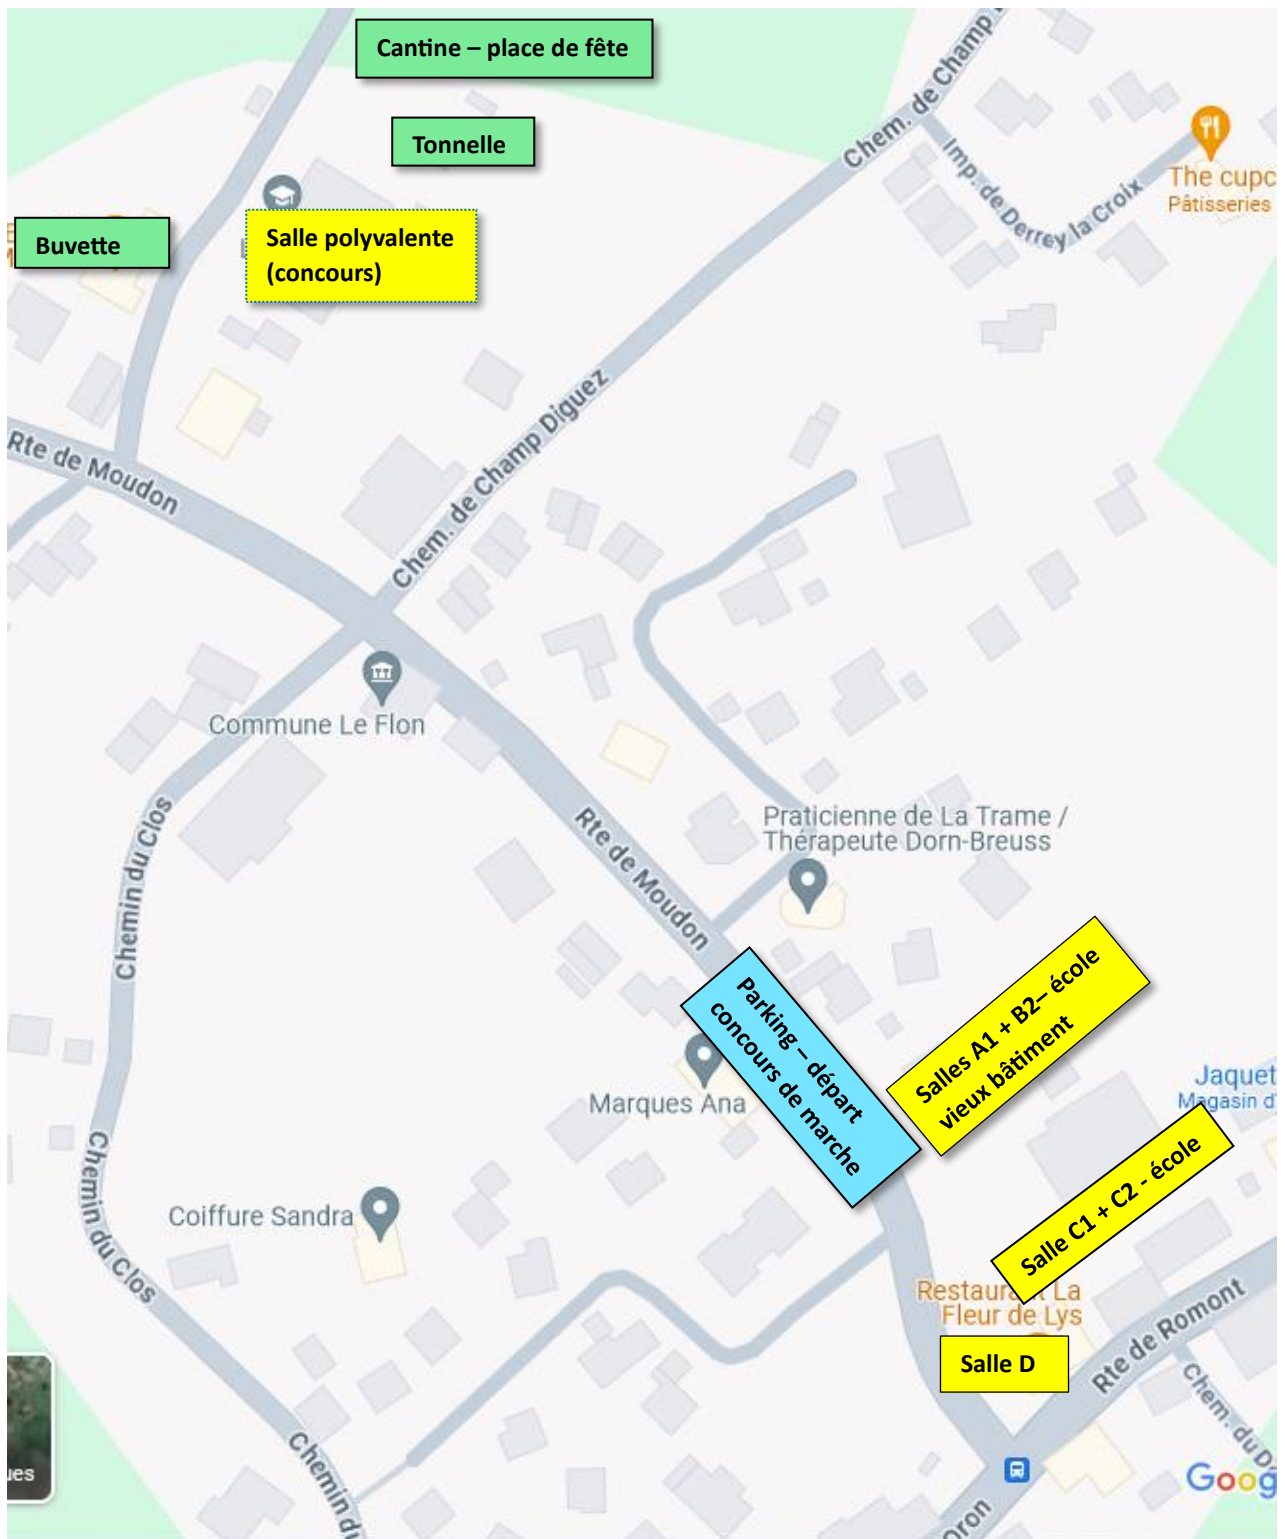 Cantine – place de fête
Tonnelle
Chem. de Champ
Imp. de Derrey la Croix
The cupc
Pâtisseries
Buvette
Salle polyvalente
(concours)
Rte de Moudon
Chem. de Champ Diguez
Commune Le Flon
Chemin du Clos
Rte de Moudon
Praticienne de La Trame /
Thérapeute Dorn-Breuss
Parking – départ
concours de marche
Salles A1 + B2– école
vieux bâtiment
Marques Ana
Jaquet
Magasin d'
Salle C1 + C2 - école
Coiffure Sandra
Chemin du Clos
Restaurant La
Fleur de Lys
Salle D
Rte de Romont
Chem. du D
Chemin du
ues
Goog
oron